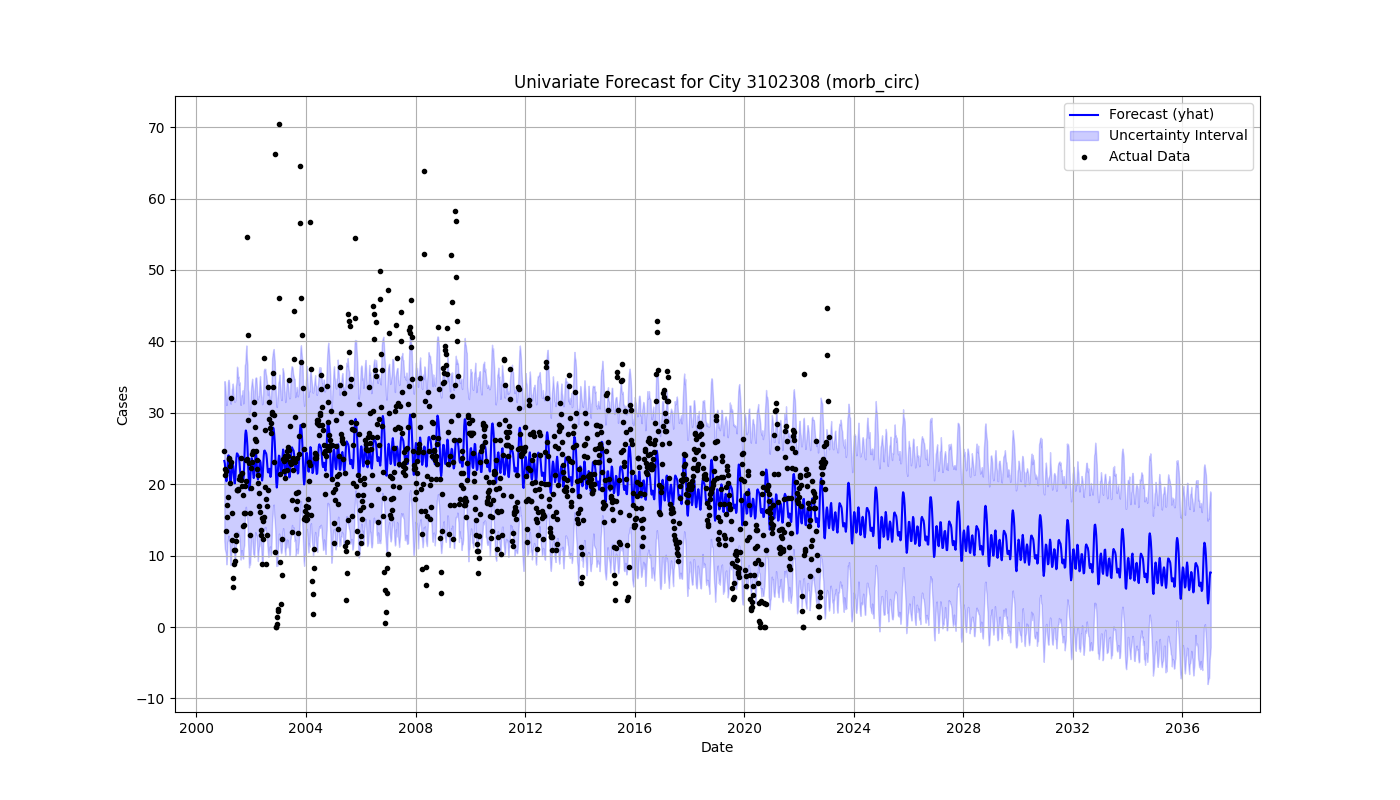 Univariate Forecast for City 3102308 (morb_circ)
Forecast (yhat)
Uncertainty Interval
Actual Data
Cases
70
60
50
40
30
20
10
0
−10
2000 2004 2008 2012 2016 2020 2024 2028 2032 2036
Date